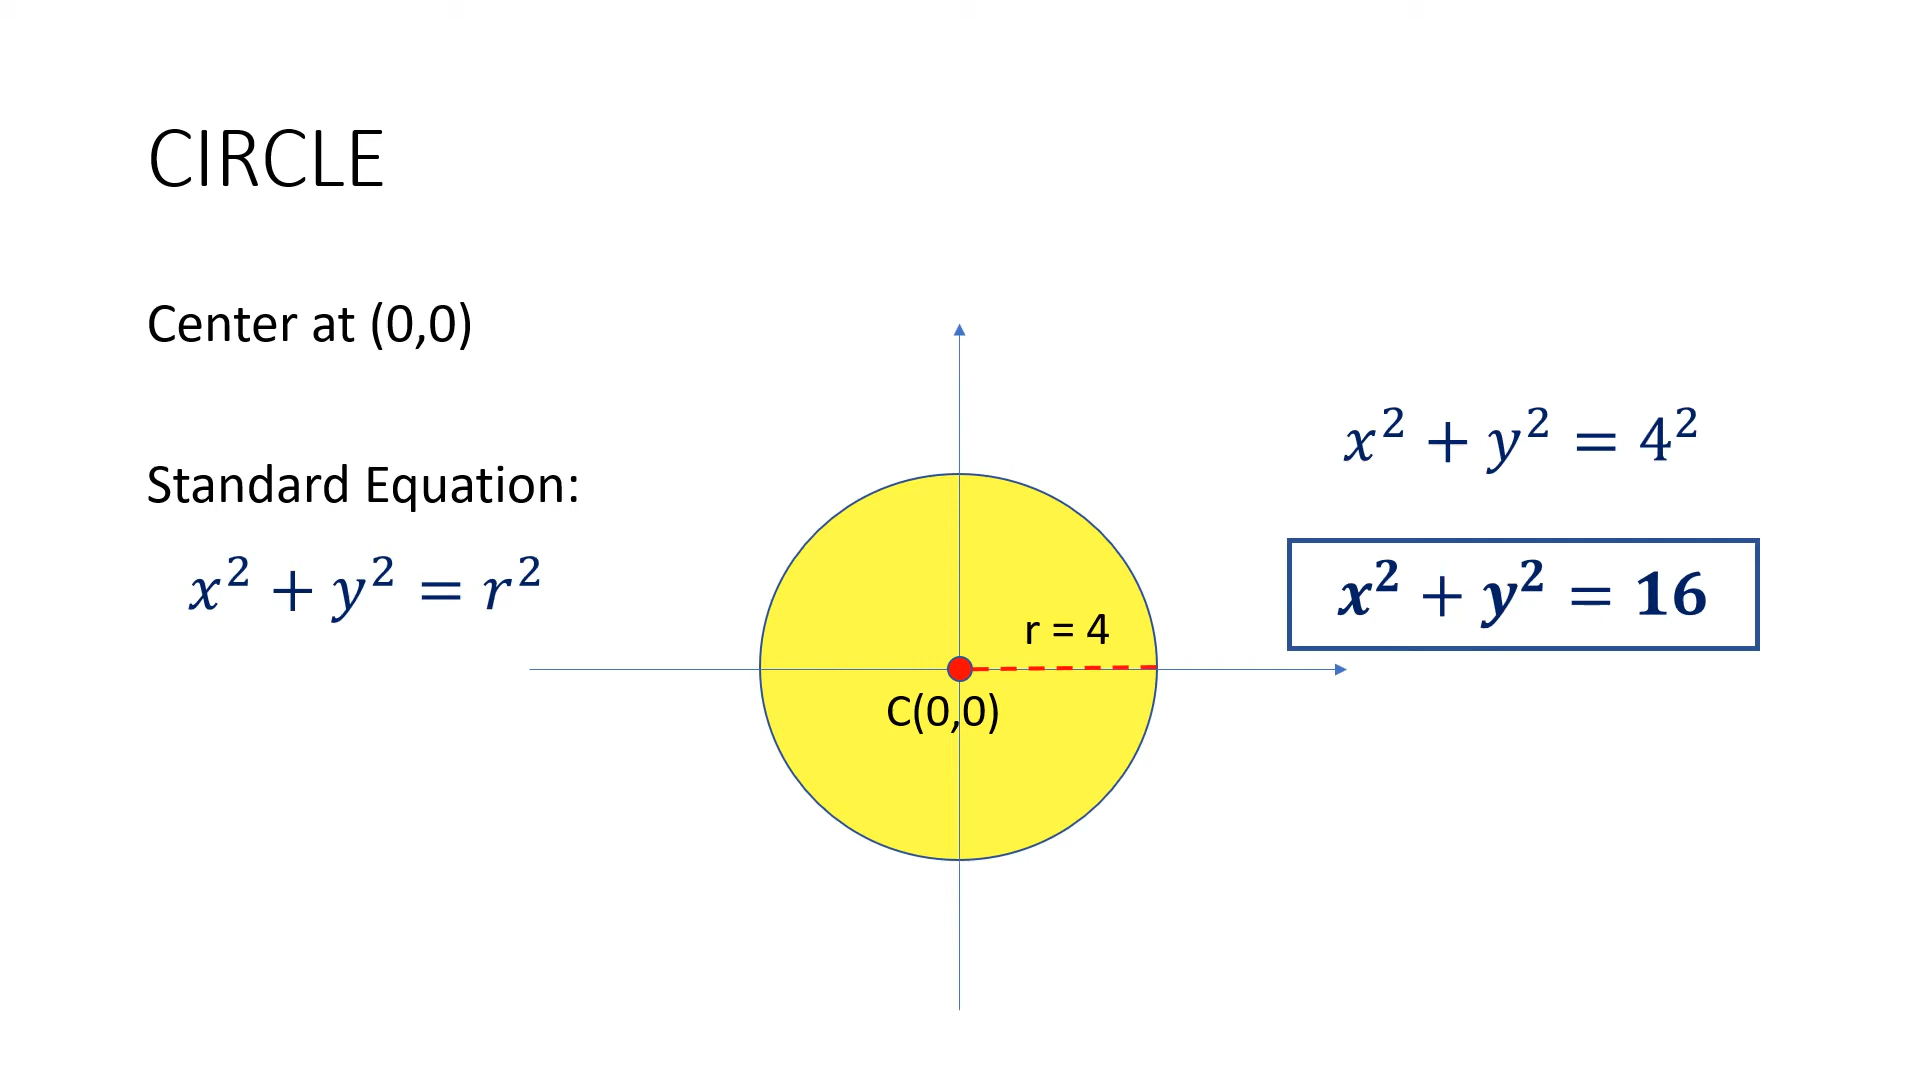 CIRCLE
Center at (0,0)
Standard Equation:
x² + y² = r²
r = 4
C(0,0)
x² + y² = 4²
x² + y² = 16